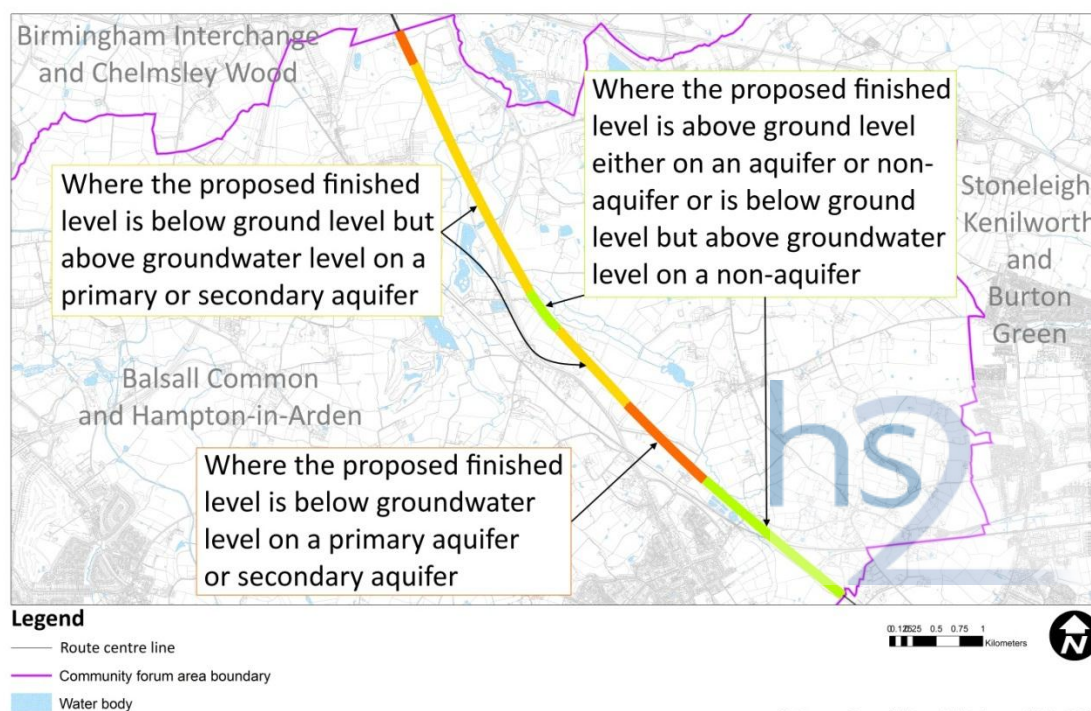 Birmingham Interchange
and Chelmsley Wood
Where the proposed finished
level is above ground level
either on an aquifer or non-
aquifer or is below ground
level but above groundwater
level on a non-aquifer
Where the proposed finished
level is below ground level but
above groundwater level on a
primary or secondary aquifer
Stoneleigh
Kenilworth
and
Burton
Green
Balsall Common
and Hampton-in-Arden
Where the proposed finished
level is below groundwater
level on a primary aquifer
or secondary aquifer
hs2
Legend
Route centre line
Community forum area boundary
Water body
0.5 0.75 1
Kilometers
N